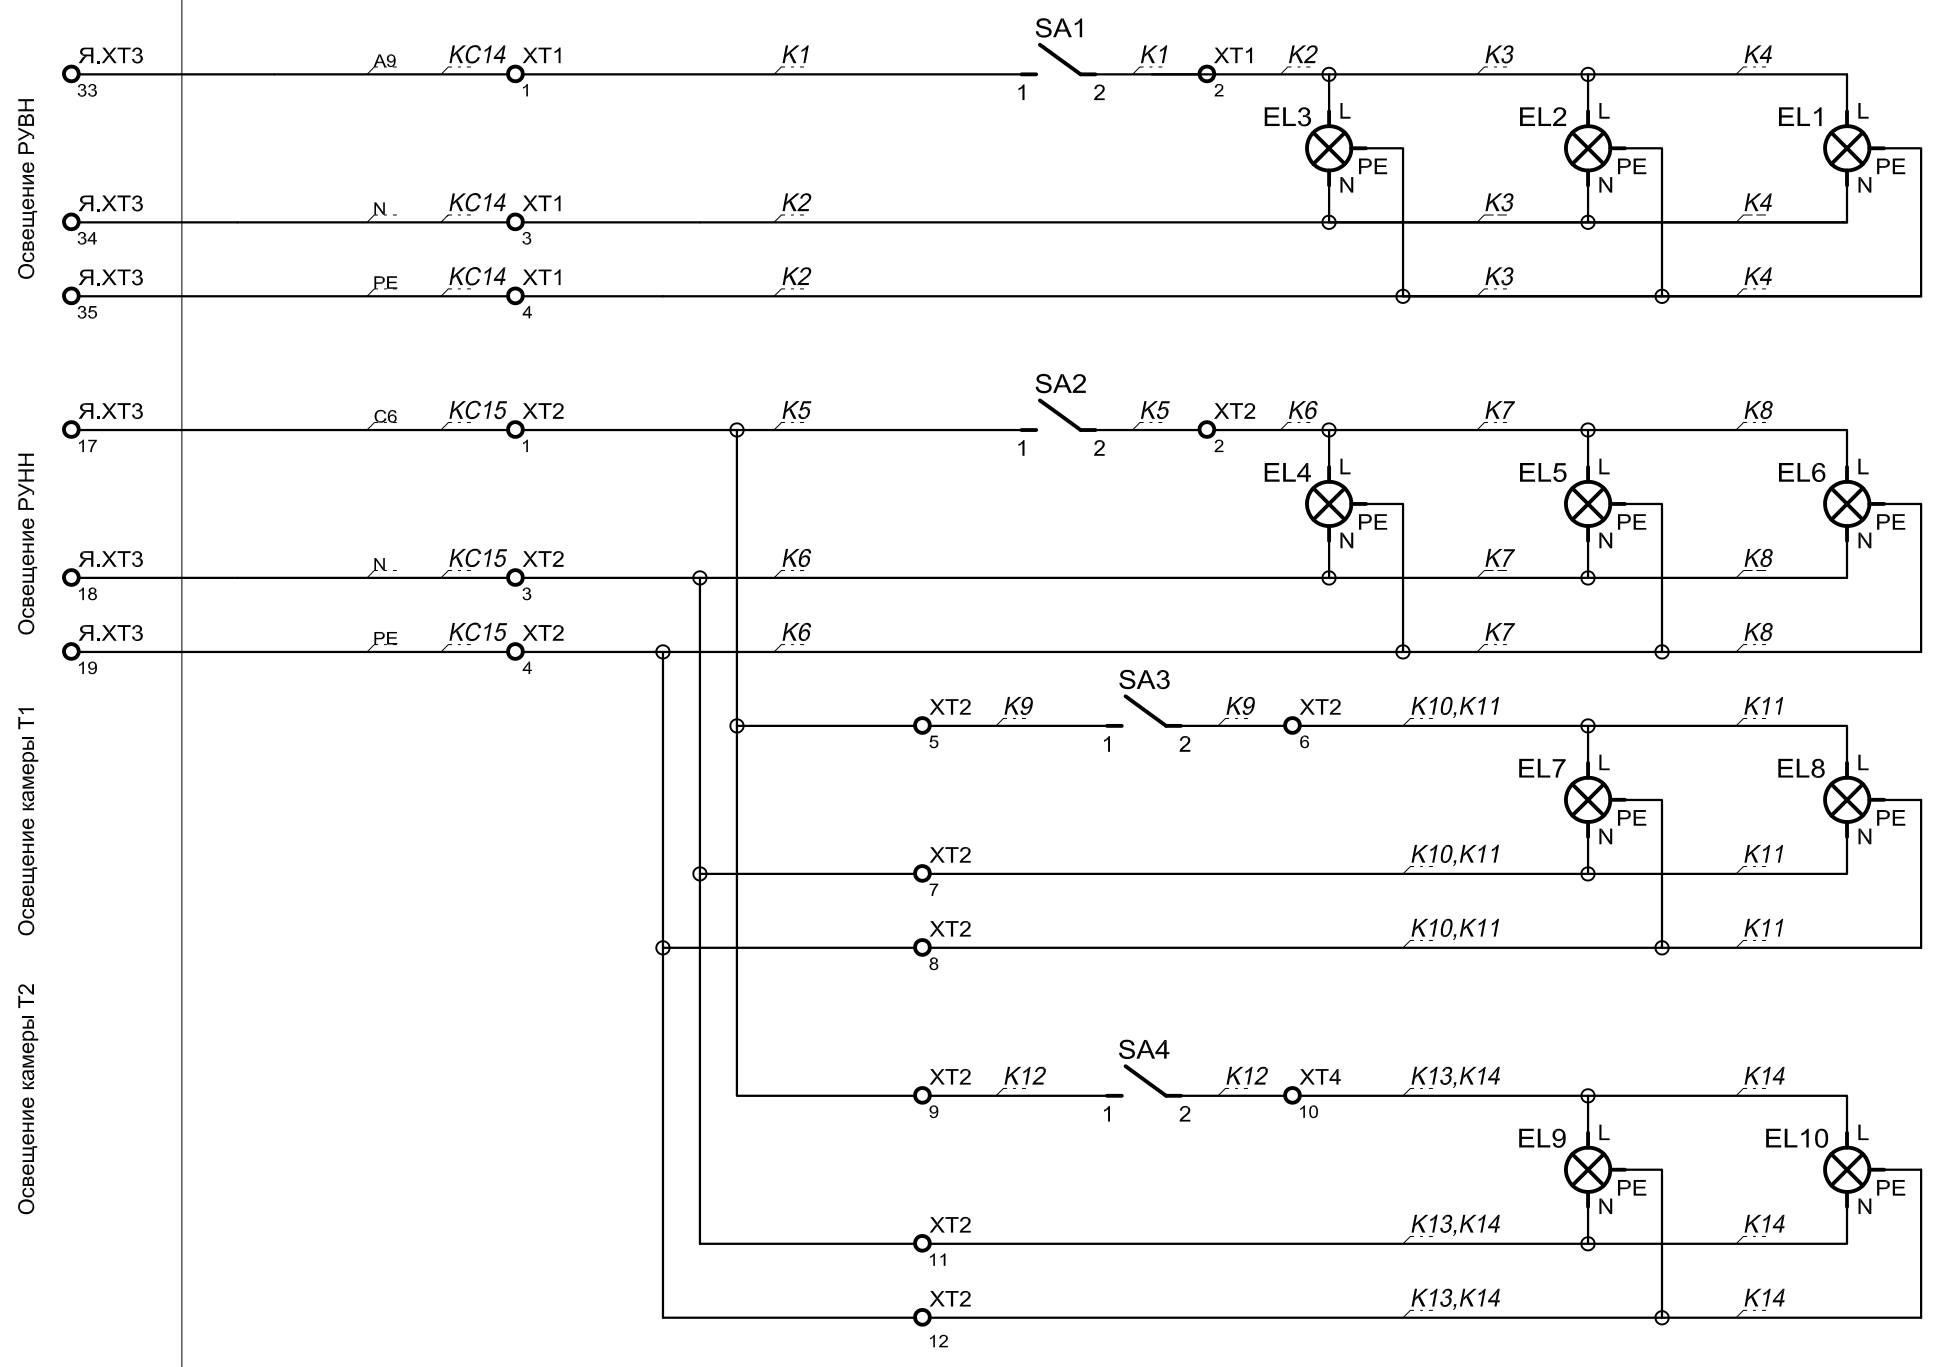 Освещение РУВН
SA1
Я.XT3 A9 KC14 XT1 K1 K1 XT1 K2 K3 K4
33 1 1 2 2
EL3 L EL2 L EL1 L
PE PE PE
N N N
Я.XT3 N KC14 XT1 K2 K3 K4
34 3
Я.XT3 PE KC14 XT1 K2 K3 K4
35 4
Освещение РУНН
SA2
Я.XT3 C6 KC15 XT2 K5 K5 XT2 K6 K7 K8
17 1 1 2 2
EL4 L EL5 L EL6 L
PE PE PE
N N N
Я.XT3 N KC15 XT2 K6 K7 K8
18 3
Я.XT3 PE KC15 XT2 K6 K7 K8
19 4
Освещение камеры Т1
SA3
XT2 K9 K9 XT2 K10,K11 K11
5 1 2 6
EL7 L EL8 L
PE PE
N N
XT2 K10,K11 K11
7
XT2 K10,K11 K11
8
Освещение камеры Т2
SA4
XT2 K12 K12 XT4 K13,K14 K14
9 1 2 10
EL9 L EL10 L
PE PE
N N
XT2 K13,K14 K14
11
XT2 K13,K14 K14
12